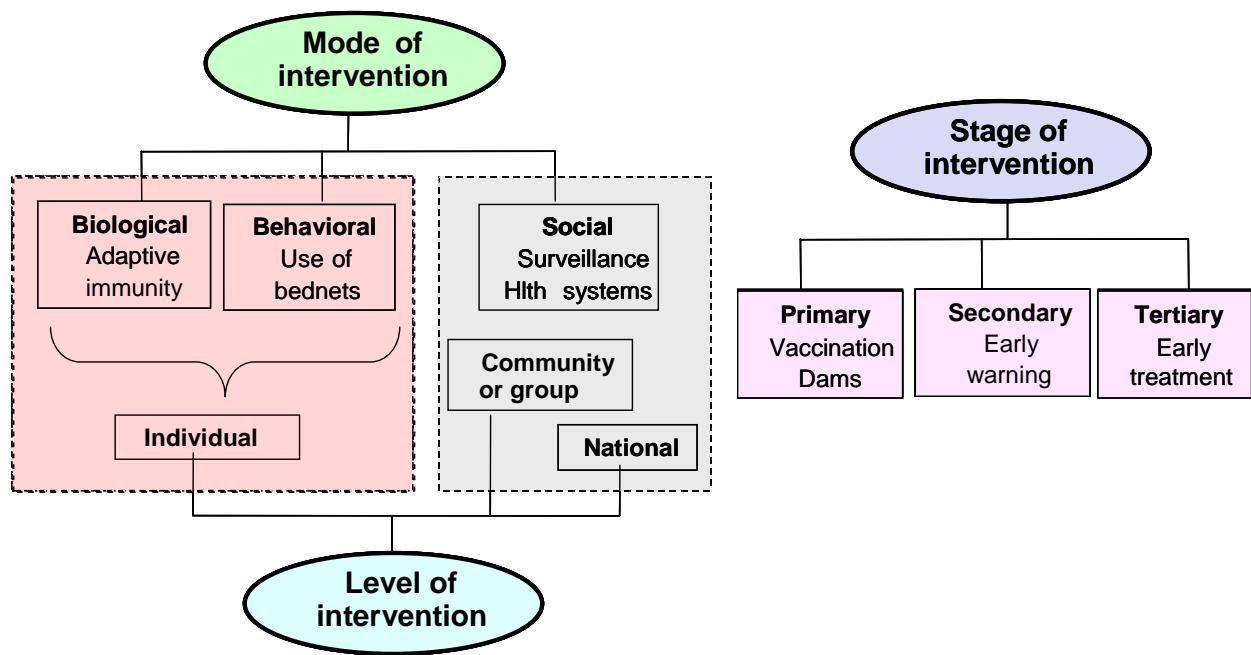 Mode of
intervention
Stage of
intervention
Biological
Adaptive
immunity
Behavioral
Use of
bednets
Social
Surveillance
Hlth systems
Primary
Vaccination
Dams
Secondary
Early
warning
Tertiary
Early
treatment
Community
or group
Individual
National
Level of
intervention